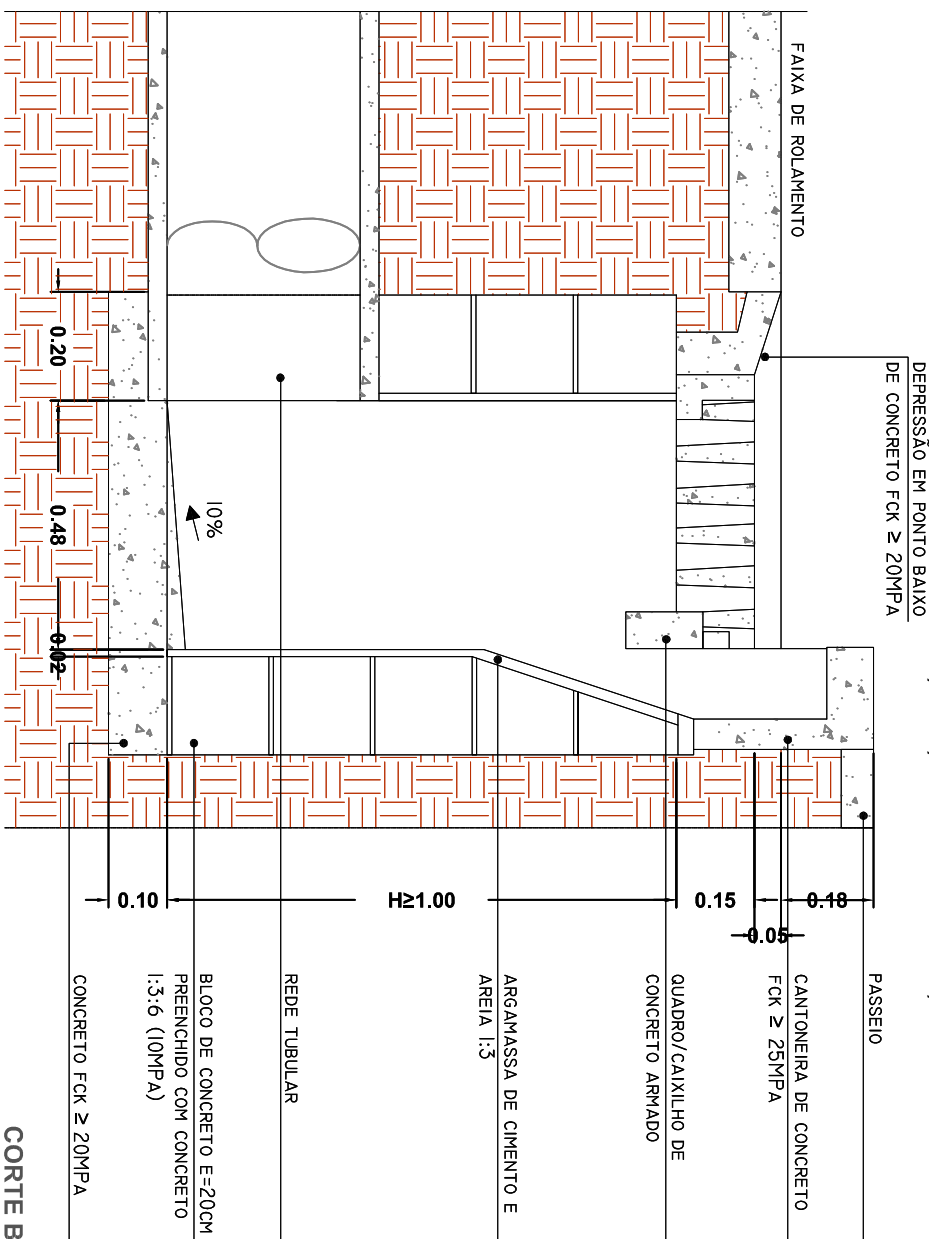 DEPRESSÃO EM PONTO BAIXO
DE CONCRETO FCK ≥ 20MPA
FAIXA DE ROLAMENTO
PASSEIO
CANTONEIRA DE CONCRETO
FCK ≥ 25MPA
QUADRO/CAIXILHO DE
CONCRETO ARMADO
ARGAMASSA DE CIMENTO E
AREIA 1:3
REDE TUBULAR
BLOCO DE CONCRETO E=20CM
PREENCHIDO COM CONCRETO
1:3:6 (10MPA)
CONCRETO FCK ≥ 20MPA
0.18
0.05
0.15
H≥1.00
0.10
10%
0.20
0.48
0.02
CORTE B